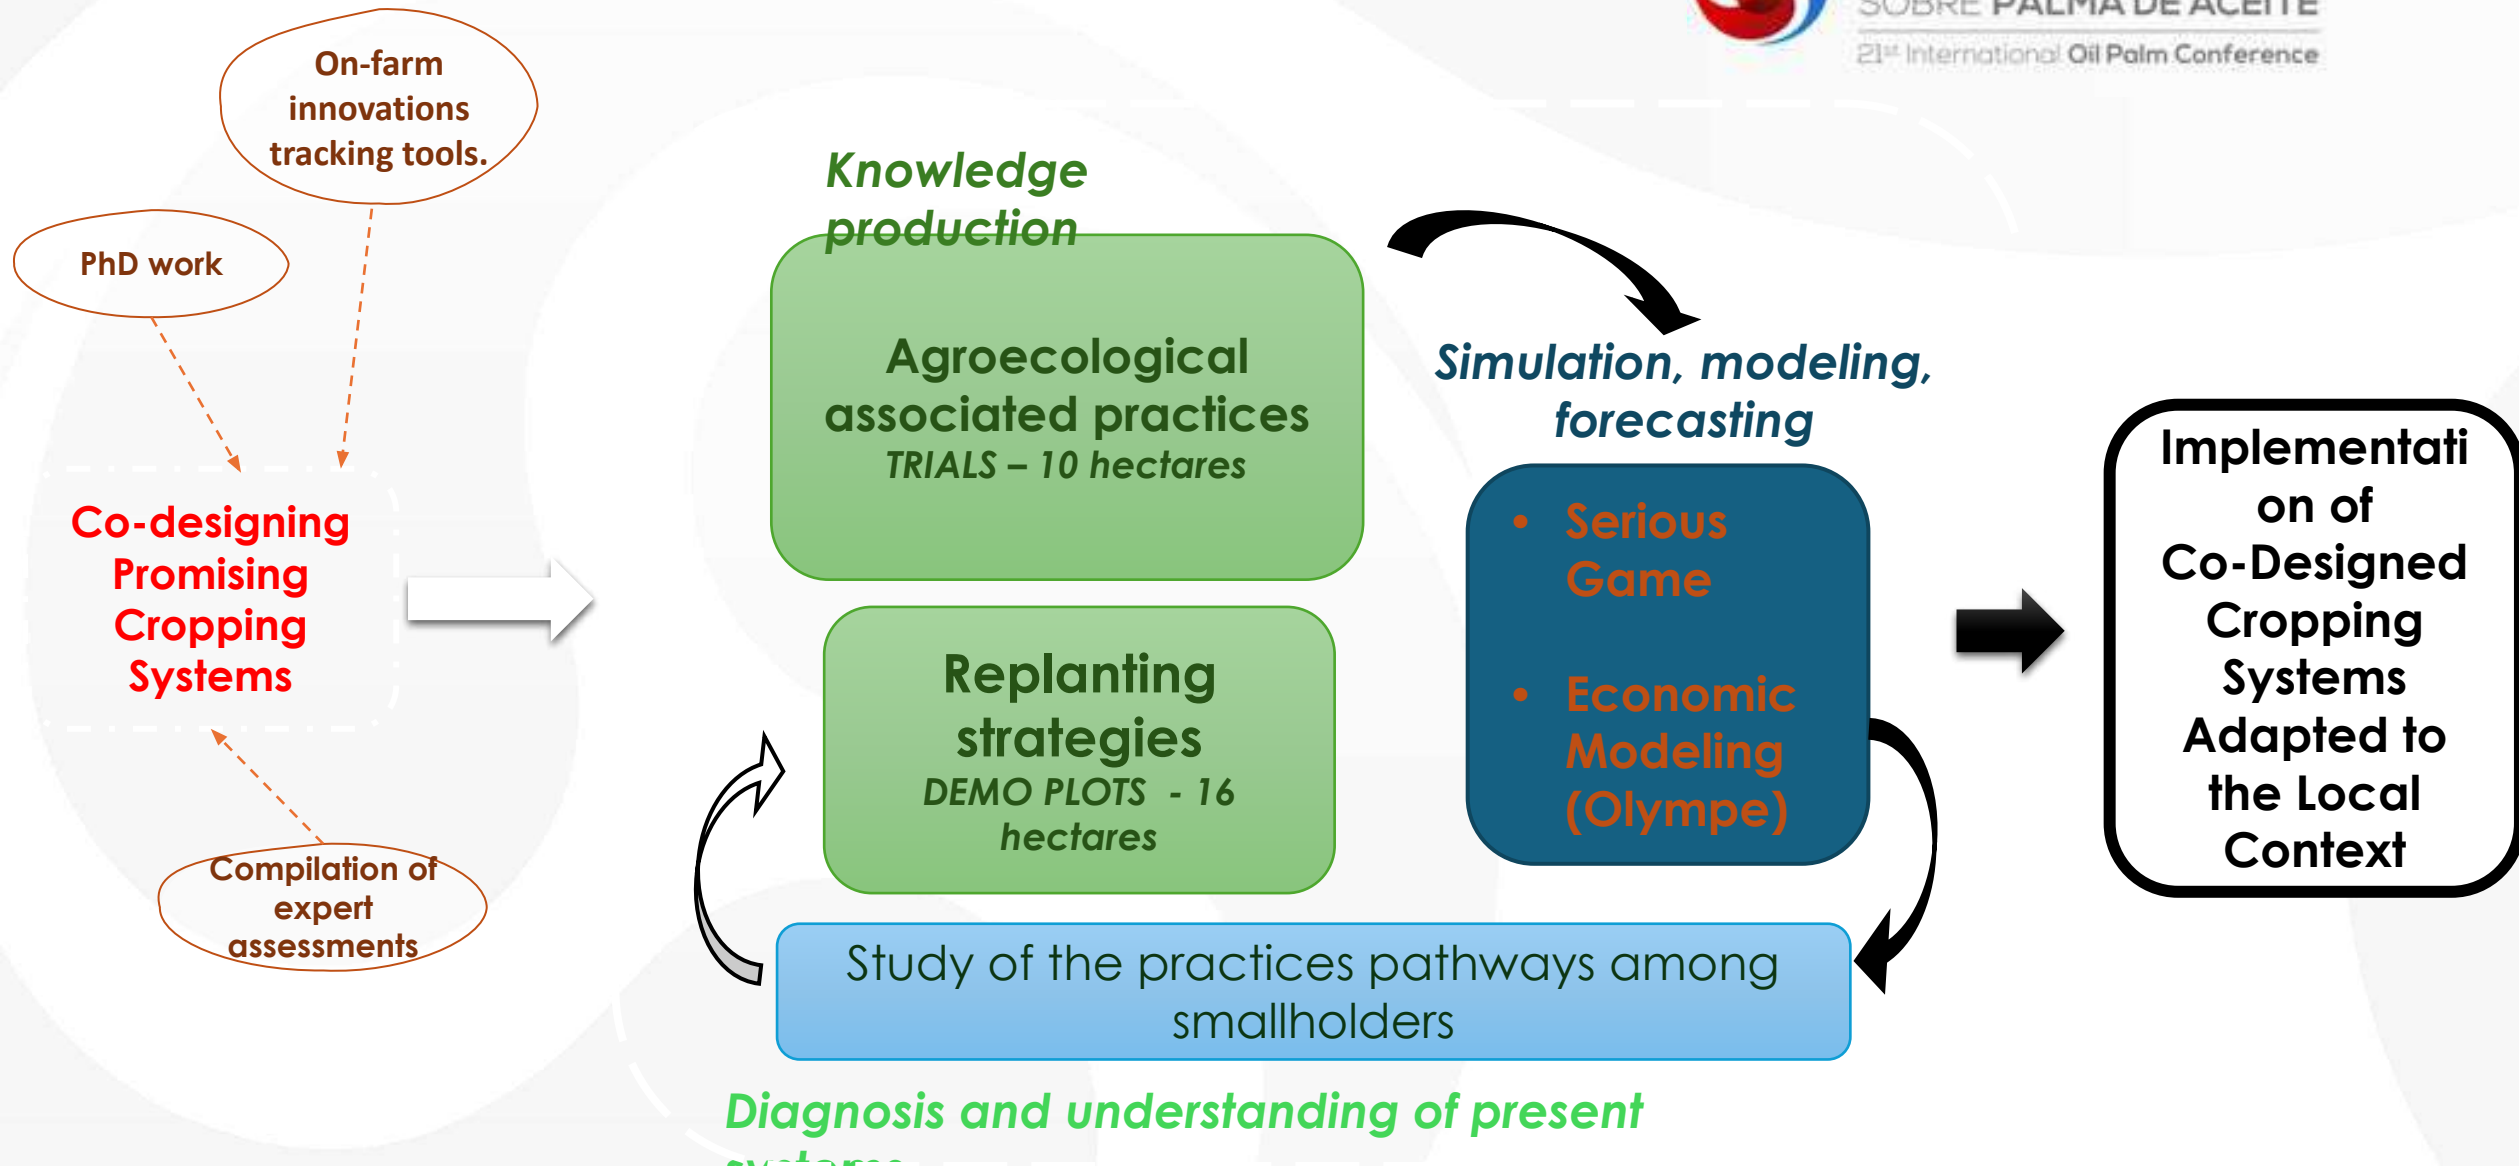 SOBRE PALMA DE ACEITE
21st International Oil Palm Conference
On-farm
innovations
tracking tools.
PhD work
Co-designing
Promising
Cropping
Systems
Compilation of
expert
assessments
Knowledge
production
Agroecological
associated practices
TRIALS – 10 hectares
Replanting
strategies
DEMO PLOTS - 16
hectares
Simulation, modeling,
forecasting
• Serious
Game
• Economic
Modeling
(Olympe)
Study of the practices pathways among
smallholders
Diagnosis and understanding of present
systems
Implementati
on of
Co-Designed
Cropping
Systems
Adapted to
the Local
Context